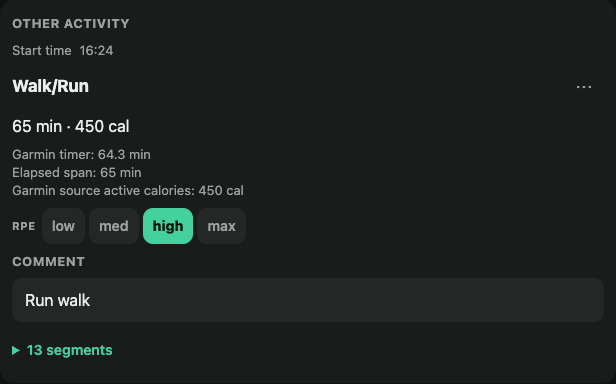 OTHER ACTIVITY
Start time 16:24
Walk/Run
...
65 min · 450 cal
Garmin timer: 64.3 min
Elapsed span: 65 min
Garmin source active calories: 450 cal
RPE low med high max
COMMENT
Run walk
▶ 13 segments